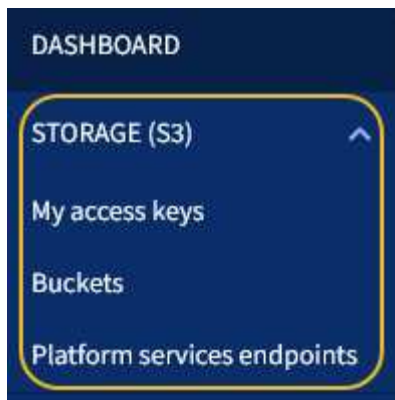 DASHBOARD
STORAGE (S3)
My access keys
Buckets
Platform services endpoints